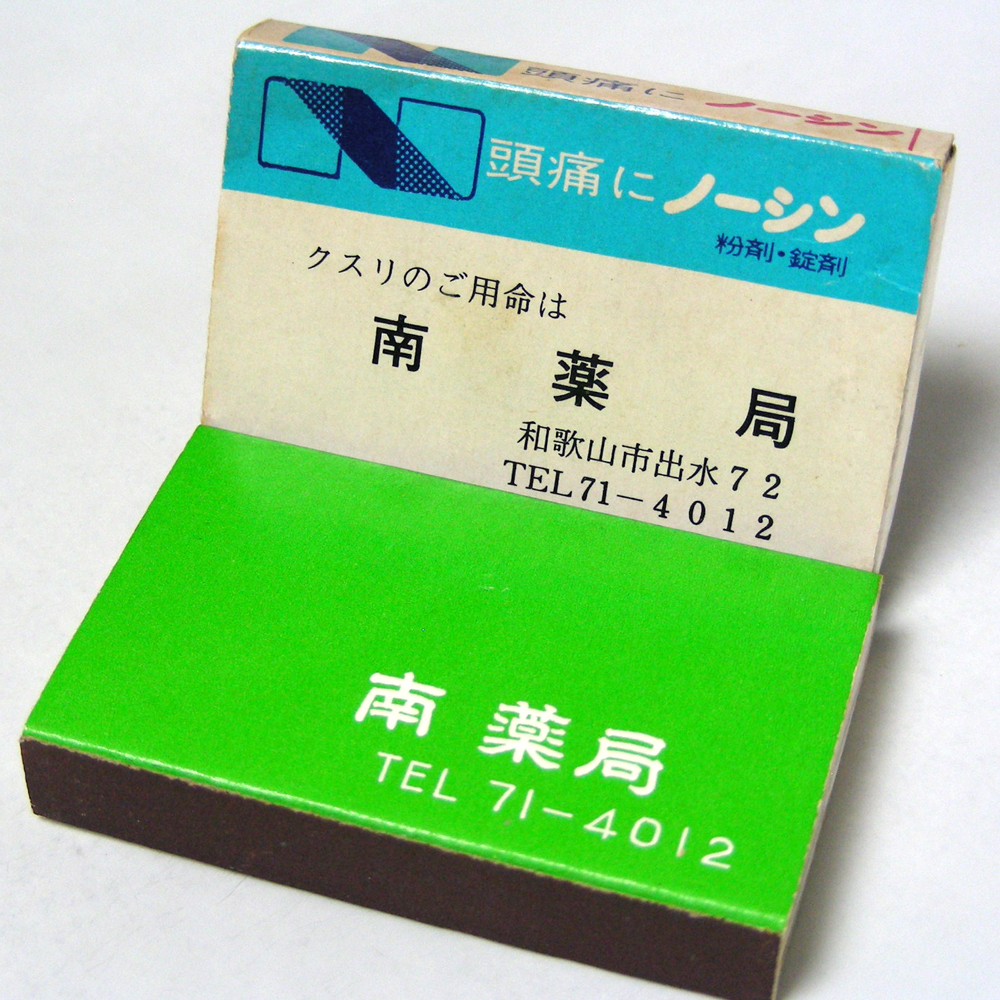 頭痛に ノーシン
頭痛に ノーシン
粉剤・錠剤
クスリのご用命は
南薬局
和歌山市出水72
TEL71-4012
南薬局
TEL 71-4012